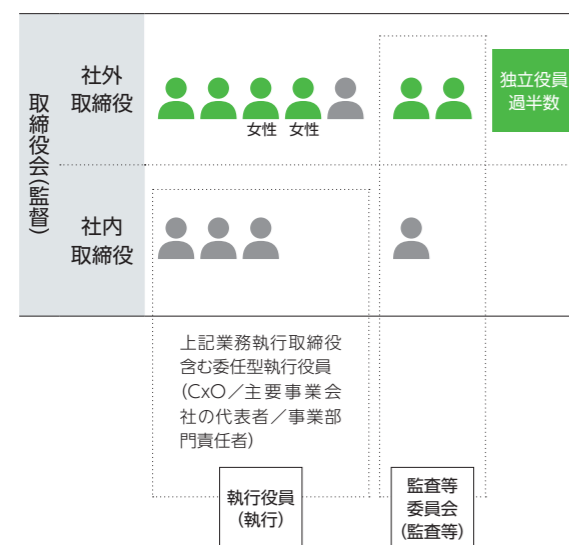 取締役会（監督）
社外
取締役
女性 女性
独立役員
過半数
社内
取締役
上記業務執行取締役
含む委任型執行役員
（CxO／主要事業会
社の代表者／事業部
門責任者）
執行役員
（執行）
監査等
委員会
（監査等）